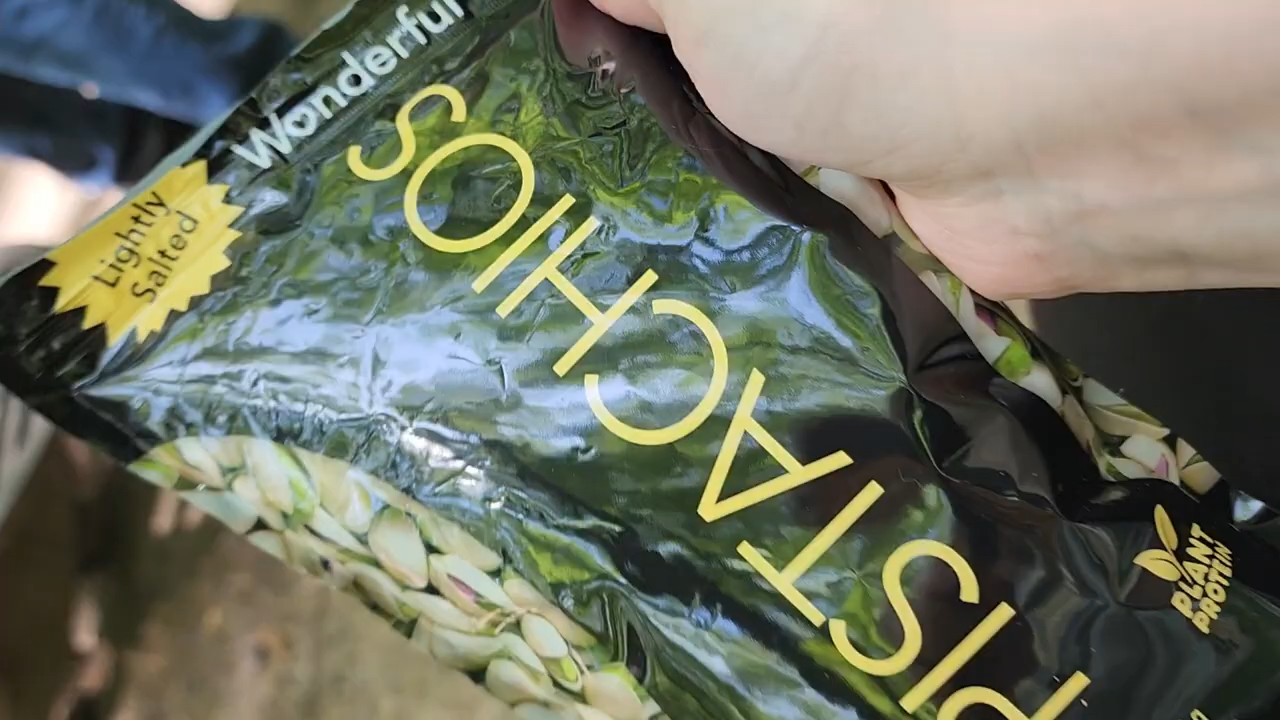 Wonderful
PISTACHIOS
Lightly
Salted
PLANT
PROTEIN